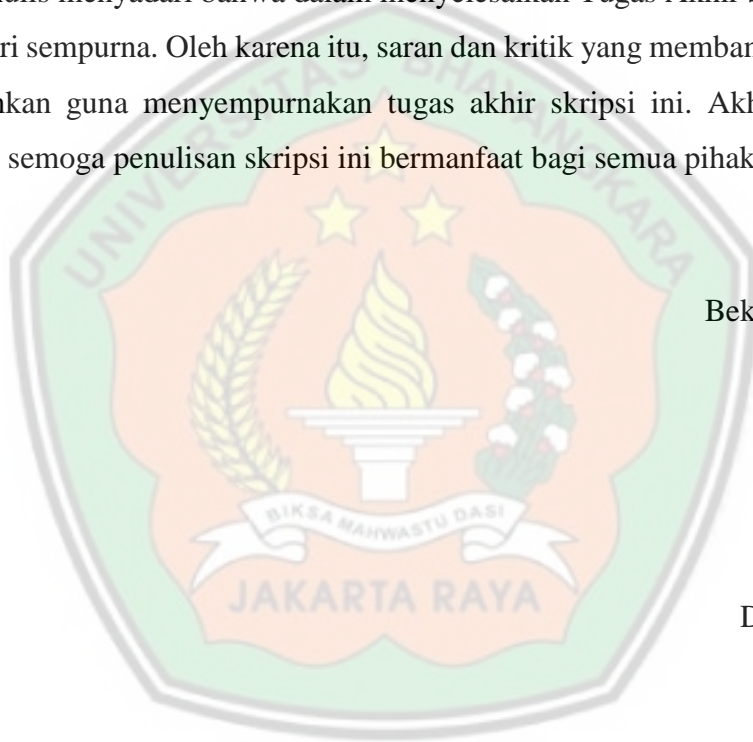 ulis menyadari bahwa dalam menyelesaikan Tugas Akhir
ri sempurna. Oleh karena itu, saran dan kritik yang memban
nkan guna menyempurnakan tugas akhir skripsi ini. Akh
semoga penulisan skripsi ini bermanfaat bagi semua pihak
UNIVERSITAS BHAYANGKARA
Bek
BIKSA MAHWASTU DASI
JAKARTA RAYA
D